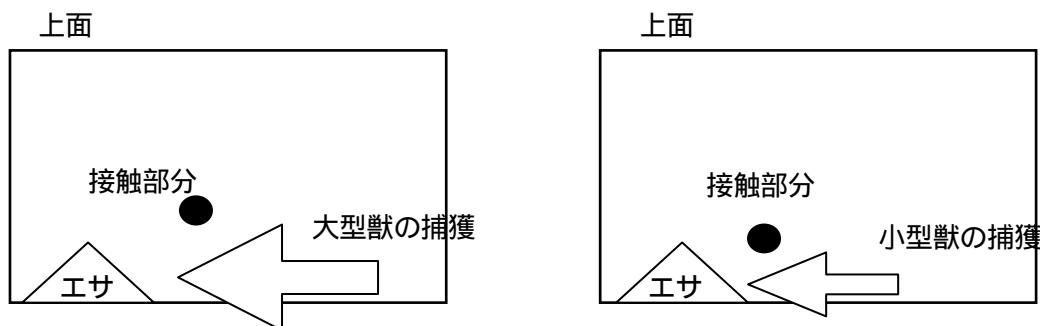 上面
接触部分
大型獣の捕獲
エサ
上面
接触部分
小型獣の捕獲
エサ